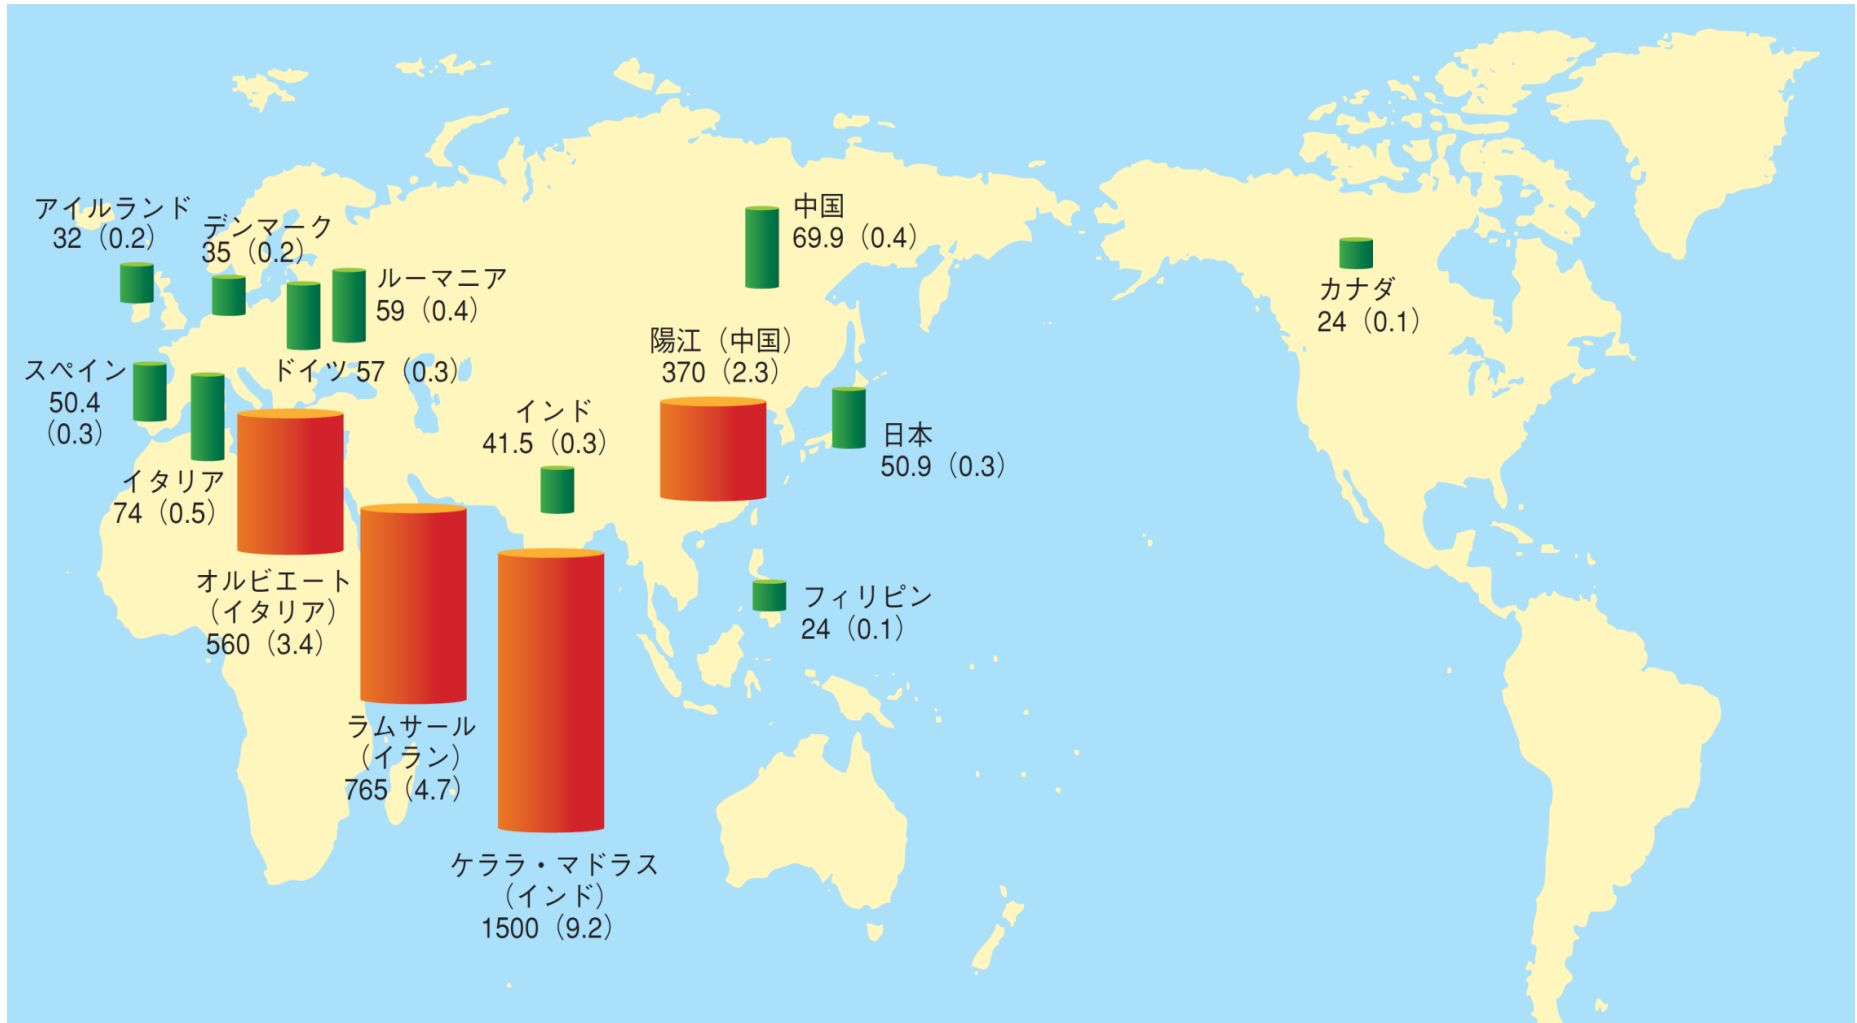 アイルランド
32（0.2）
デンマーク
35（0.2）
ルーマニア
59（0.4）
ドイツ 57（0.3）
スペイン
50.4
（0.3）
イタリア
74（0.5）
オルビエート
（イタリア）
560（3.4）
ラムサール
（イラン）
765（4.7）
インド
41.5（0.3）
ケララ・マドラス
（インド）
1500（9.2）
中国
69.9（0.4）
陽江（中国）
370（2.3）
日本
50.9（0.3）
フィリピン
24（0.1）
カナダ
24（0.1）